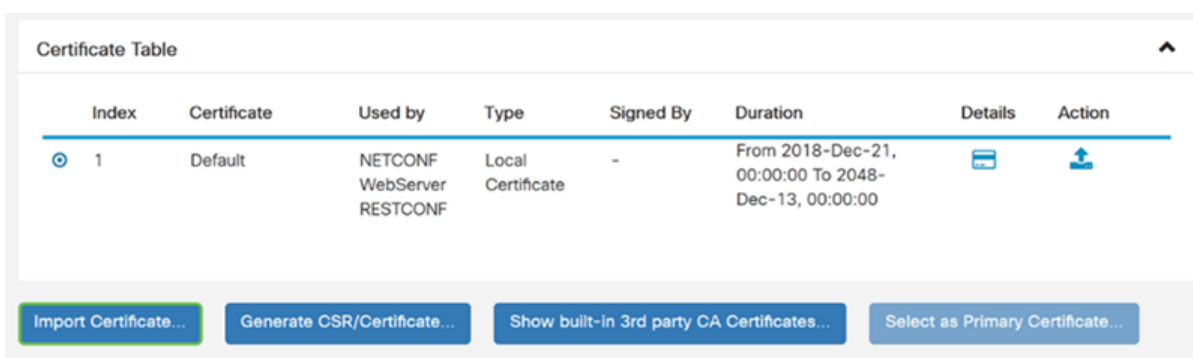 Certificate Table
Index Certificate Used by Type Signed By Duration Details Action
1 Default NETCONF Local - From 2018-Dec-21,
WebServer Certificate 00:00:00 To 2048-
RESTCONF Dec-13, 00:00:00
Import Certificate... Generate CSR/Certificate... Show built-in 3rd party CA Certificates... Select as Primary Certificate...